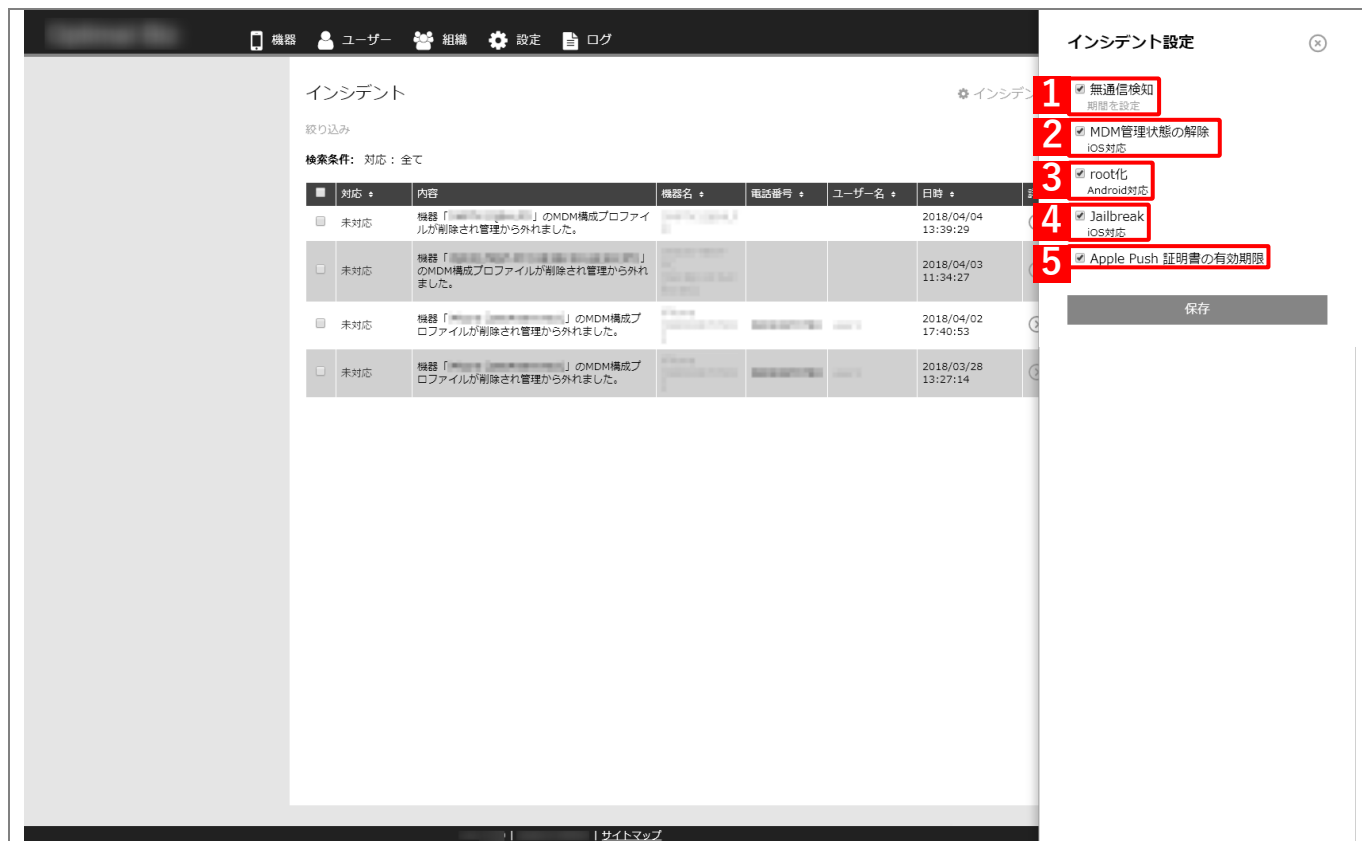 機器 ユーザー 組織 設定 ログ
インシデント
インシデン
絞り込み
検索条件: 対応 : 全て
対応 内容 機器名 電話番号 ユーザー名 日時
未対応 機器「 」のMDM構成プロファイ 2018/04/04
ルが削除され管理から外れました。 13:39:29
機器「 」
未対応 のMDM構成プロファイルが削除され管理から外れ 2018/04/03
ました。 11:34:27
未対応 機器「 」のMDM構成プ 2018/04/02
ロファイルが削除され管理から外れました。 17:40:53
未対応 機器「 」のMDM構成プ 2018/03/28
ロファイルが削除され管理から外れました。 13:27:14
| | サイトマップ
インシデント設定
1 無通信検知
期間を設定
2 MDM管理状態の解除
iOS対応
3 root化
Android対応
4 Jailbreak
iOS対応
5 Apple Push 証明書の有効期限
保存